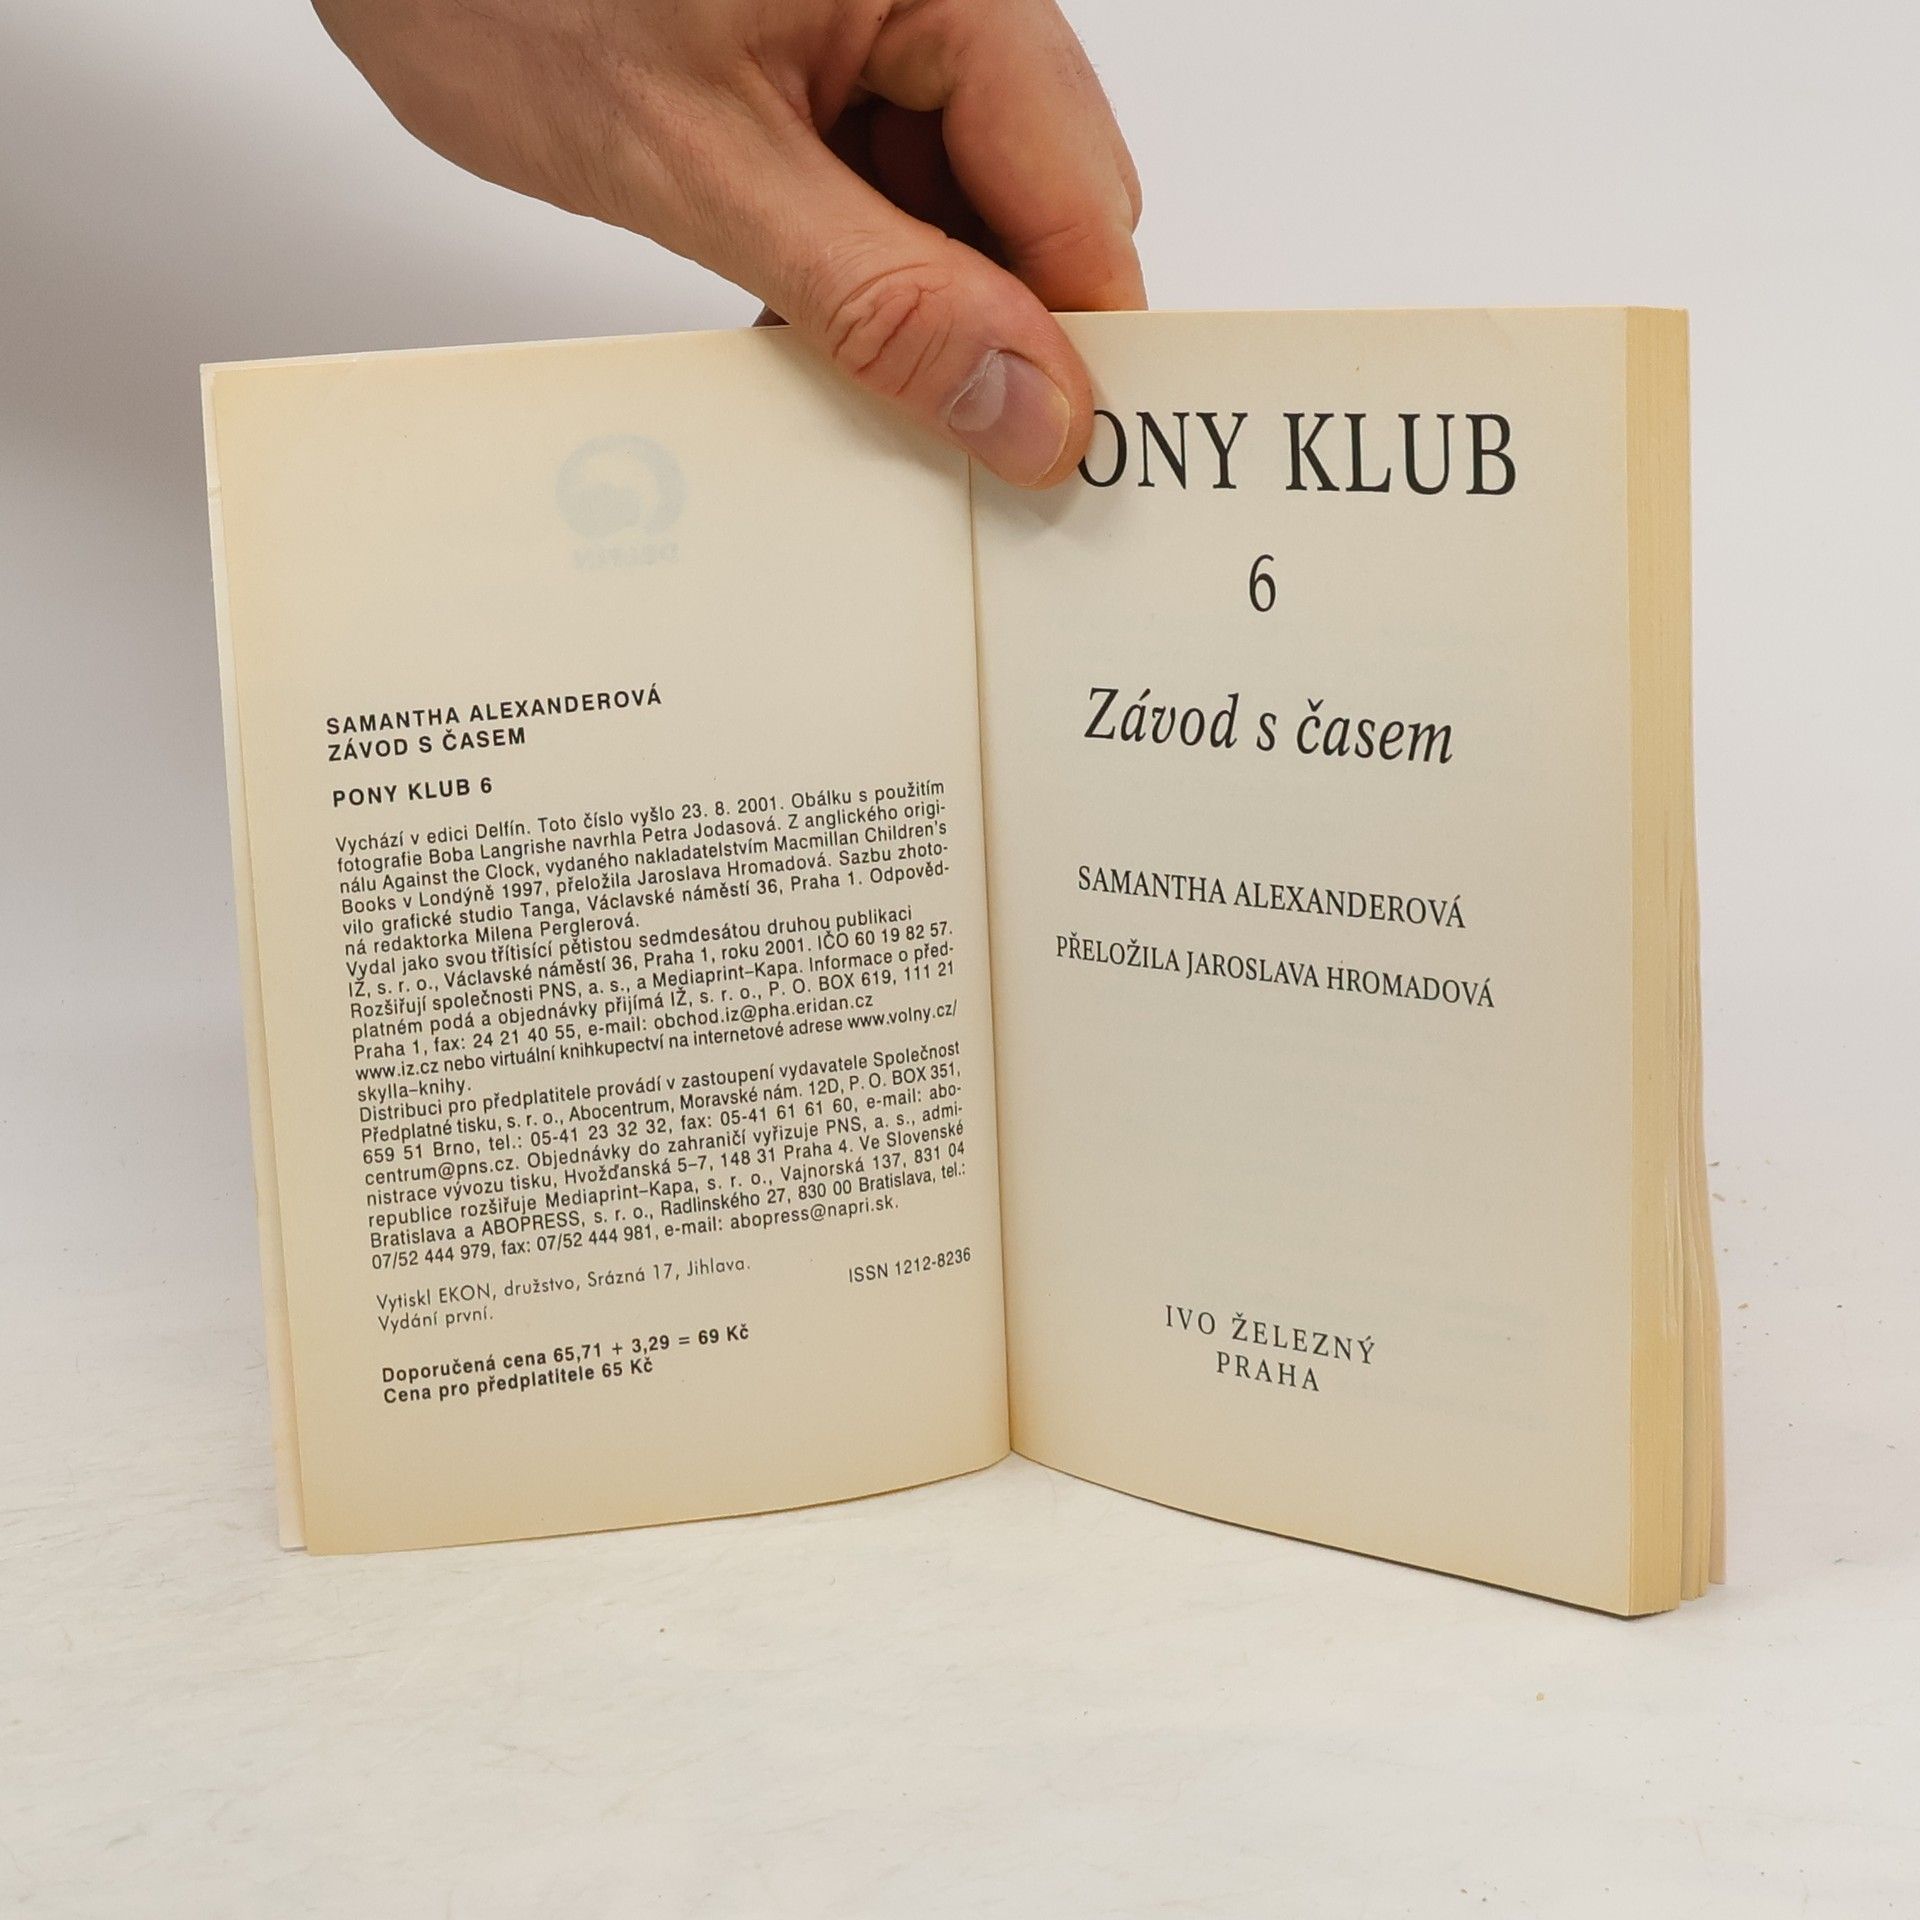 SAMANTHA ALEXANDEROVÁ
ZÁVOD S ČASEM
PONY KLUB 6
Vychází v edici Delfín. Toto číslo vyšlo 23. 8. 2001. Obálku s použitím
fotografie Boba Langrishe navrhla Petra Jodasová. Z anglického origi-
nálu Against the Clock, vydaného nakladatelstvím Macmillan Children's
Books v Londýně 1997, přeložila Jaroslava Hromadová. Sazbu zhoto-
vilo grafické studio Tanga, Václavské náměstí 36, Praha 1. Odpověd-
ná redaktorka Milena Perglerová.
Vydal jako svou třítisící pětistou sedmdesátou druhou publikaci
IŽ, s. r. o., Václavské náměstí 36, Praha 1, roku 2001. IČO 60 19 82 57.
Rozšiřují společnosti PNS, a. s., a Mediaprint–Kapa. Informace o před-
platném podá a objednávky přijímá IŽ, s. r. o., P. O. BOX 619, 111 21
Praha 1, fax: 24 21 40 55, e-mail: obchod.iz@pha.eridan.cz
www.iz.cz nebo virtuální knihkupectví na internetové adrese www.volny.cz/
skylla–knihy.
Distribuci pro předplatitele provádí v zastoupení vydavatele Společnost
Předplatné tisku, s. r. o., Abocentrum, Moravské nám. 12D, P. O. BOX 351,
659 51 Brno, tel.: 05-41 23 32 32, fax: 05-41 61 61 60, e-mail: abo-
centrum@pns.cz. Objednávky do zahraničí vyřizuje PNS, a. s., admi-
nistrace vývozu tisku, Hvožďanská 5–7, 148 31 Praha 4. Ve Slovenské
republice rozšiřuje Mediaprint–Kapa, s. r. o., Vajnorská 137, 831 04
Bratislava a ABOPRESS, s. r. o., Radlinského 27, 830 00 Bratislava, tel.:
07/52 444 979, fax: 07/52 444 981, e-mail: abopress@napri.sk.
Vytiskl EKON, družstvo, Srázná 17, Jihlava.
Vydání první.
ISSN 1212-8236
Doporučená cena 65,71 + 3,29 = 69 Kč
Cena pro předplatitele 65 Kč
PONY KLUB
6
Závod s časem
SAMANTHA ALEXANDEROVÁ
PŘELOŽILA JAROSLAVA HROMADOVÁ
IVO ŽELEZNÝ
PRAHA